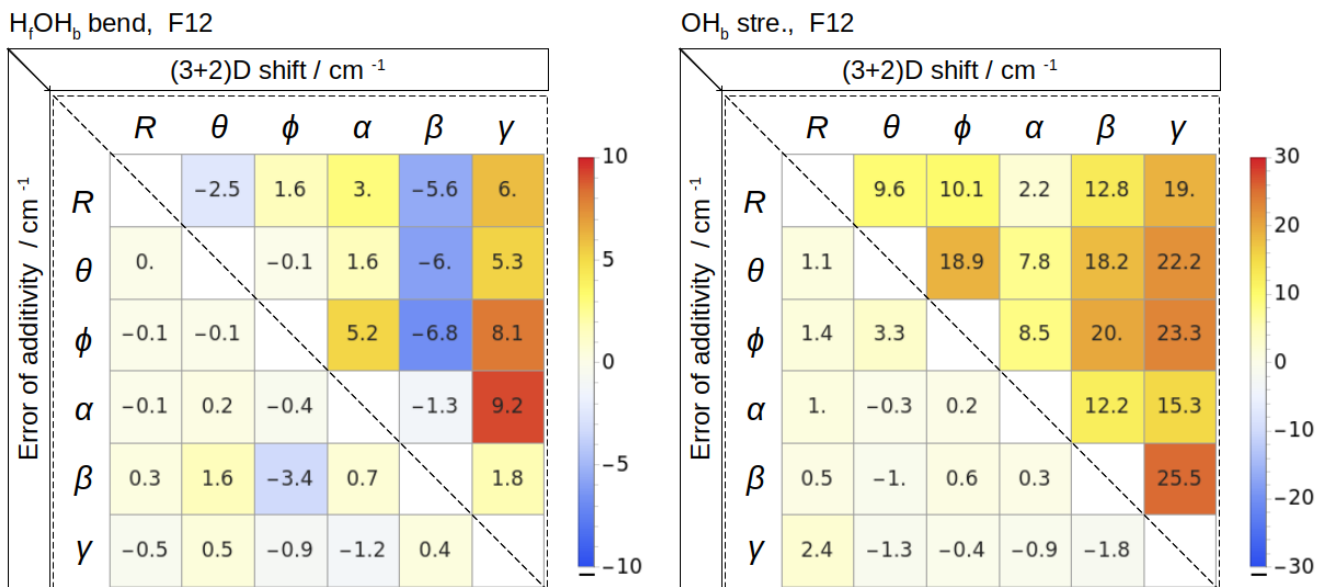 HfOHb bend, F12
(3+2)D shift / cm -1
Error of additivity / cm -1
R θ ϕ α β γ
R −2.5 1.6 3. −5.6 6.
θ 0. −0.1 1.6 −6. 5.3
ϕ −0.1 −0.1 5.2 −6.8 8.1
α −0.1 0.2 −0.4 −1.3 9.2
β 0.3 1.6 −3.4 0.7 1.8
γ −0.5 0.5 −0.9 −1.2 0.4
10
5
0
−5
−10
OHb stre., F12
(3+2)D shift / cm -1
Error of additivity / cm -1
R θ ϕ α β γ
R 9.6 10.1 2.2 12.8 19.
θ 1.1 18.9 7.8 18.2 22.2
ϕ 1.4 3.3 8.5 20. 23.3
α 1. −0.3 0.2 12.2 15.3
β 0.5 −1. 0.6 0.3 25.5
γ 2.4 −1.3 −0.4 −0.9 −1.8
30
20
10
0
−10
−20
−30